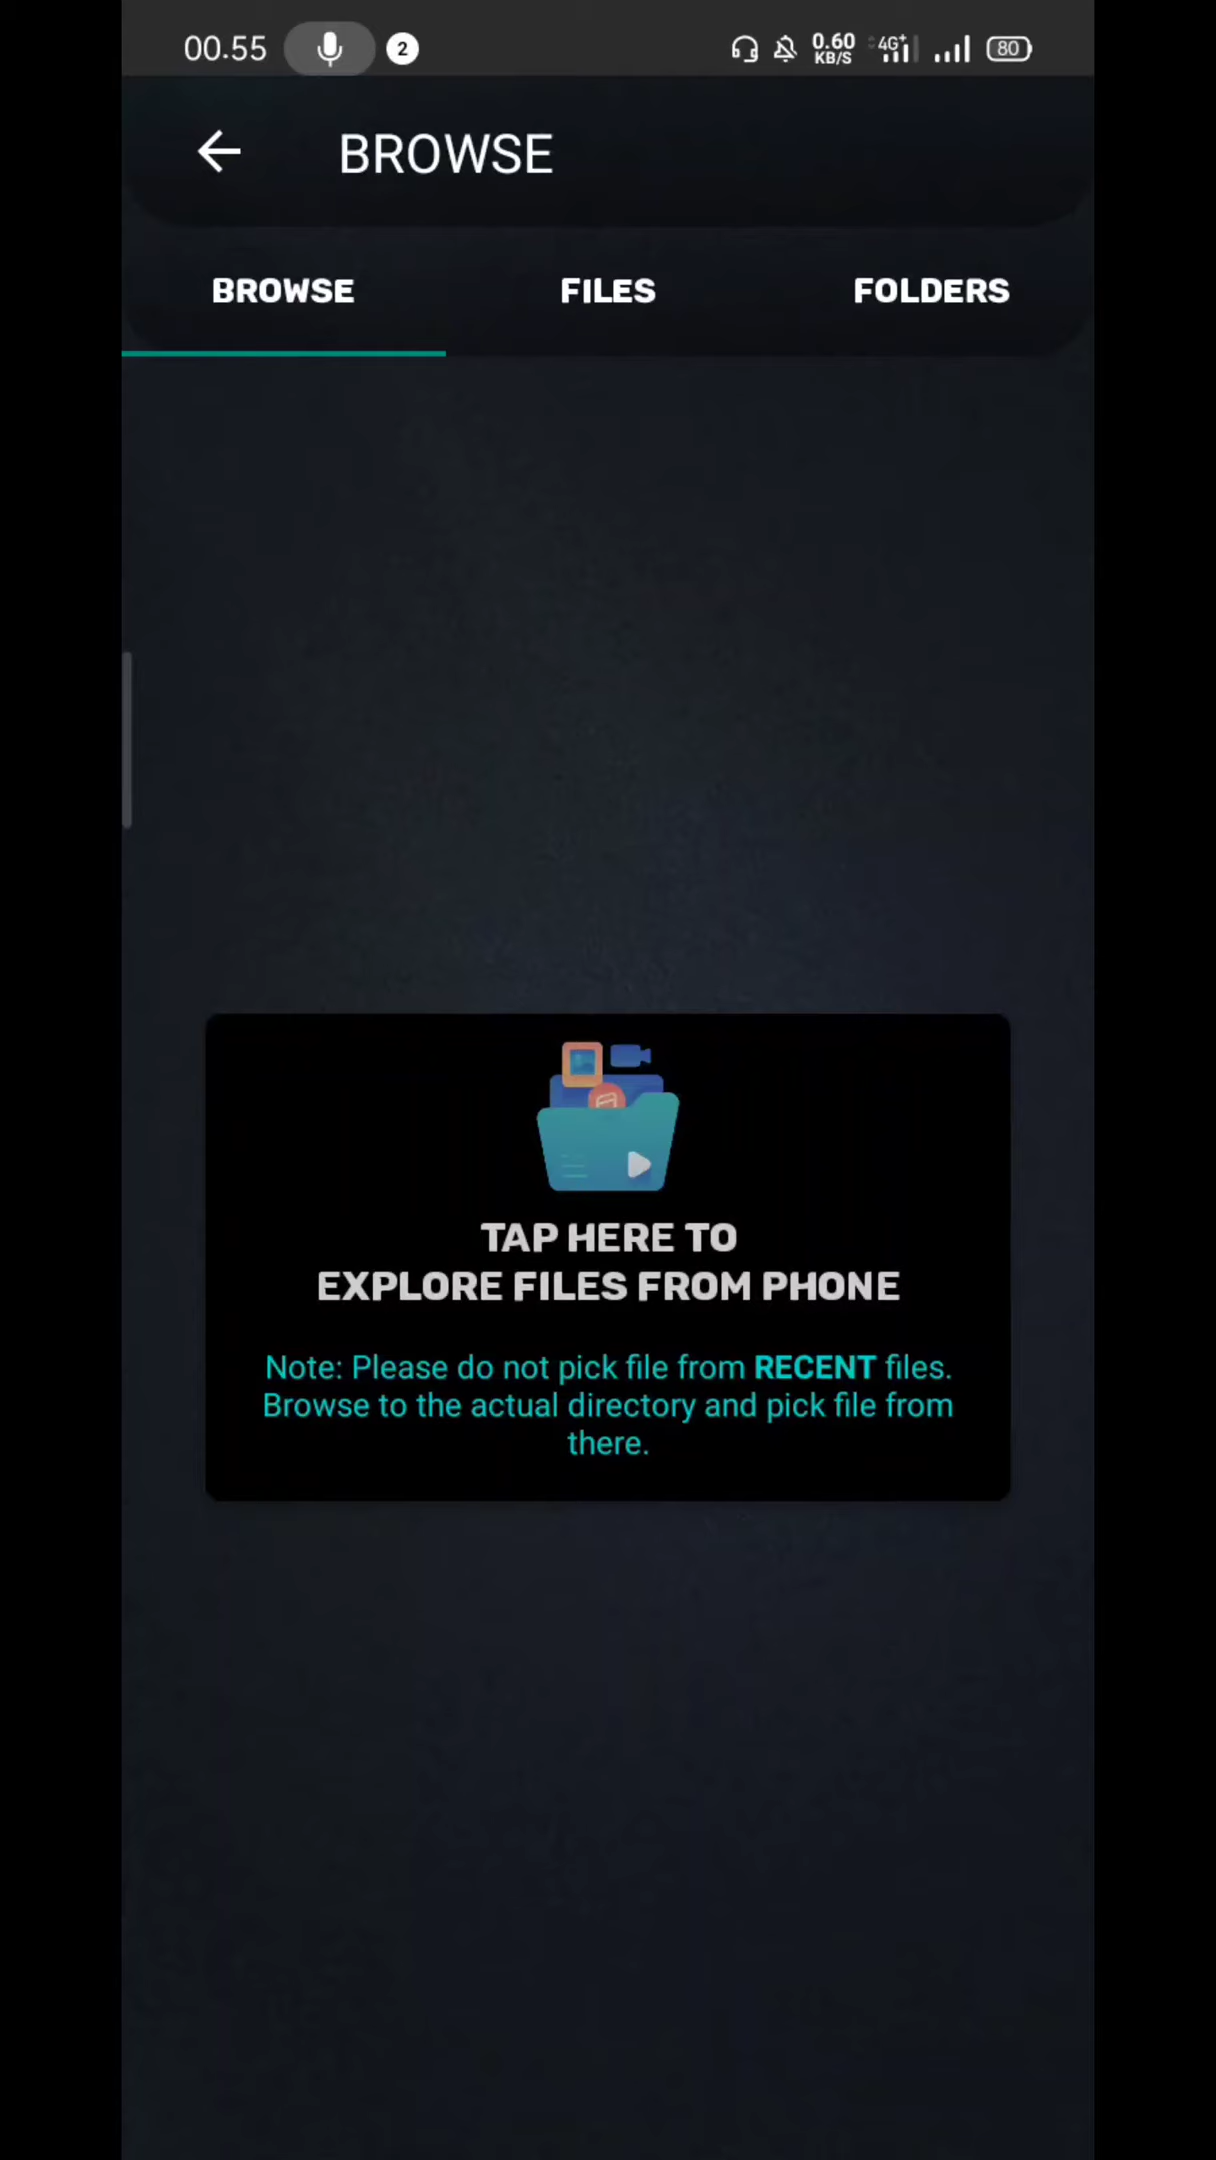 00.55 2 0.60 KB/S 4G+ 80
BROWSE
BROWSE FILES FOLDERS
TAP HERE TO
EXPLORE FILES FROM PHONE
Note: Please do not pick file from RECENT files.
Browse to the actual directory and pick file from
there.